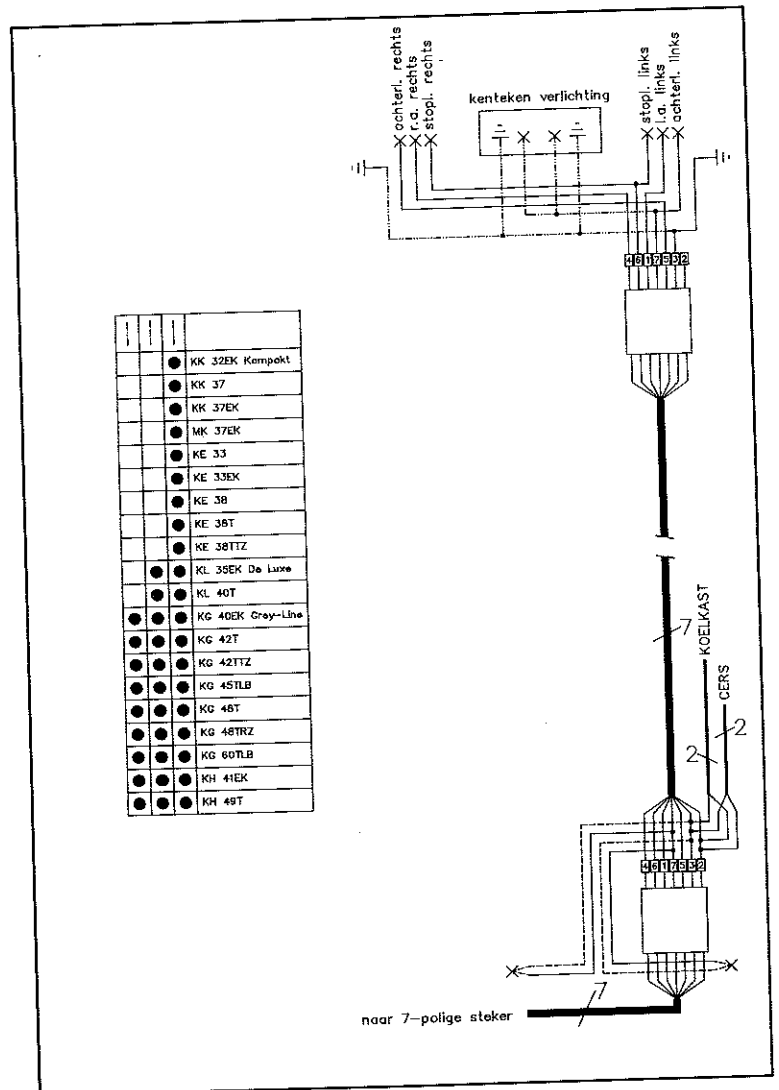 achterl. rechts
r.a. rechts
stopl. rechts
kenteken verlichting
stopl. links
l.a. links
achterl. links
4 6 1 7 5 3 2
KK 32EK Kompakt
KK 37
KK 37EK
MK 37EK
KE 33
KE 33EK
KE 38
KE 38T
KE 38TTZ
KL 35EK De Luxe
KL 40T
KG 40EK Grey-Line
KG 42T
KG 42TTZ
KG 45TLB
KG 48T
KG 48TRZ
KG 60TLB
KH 41EK
KH 49T
7
KOELKAST
CERS
2
2
4 6 1 7 5 3 2
7
naar 7-polige steker